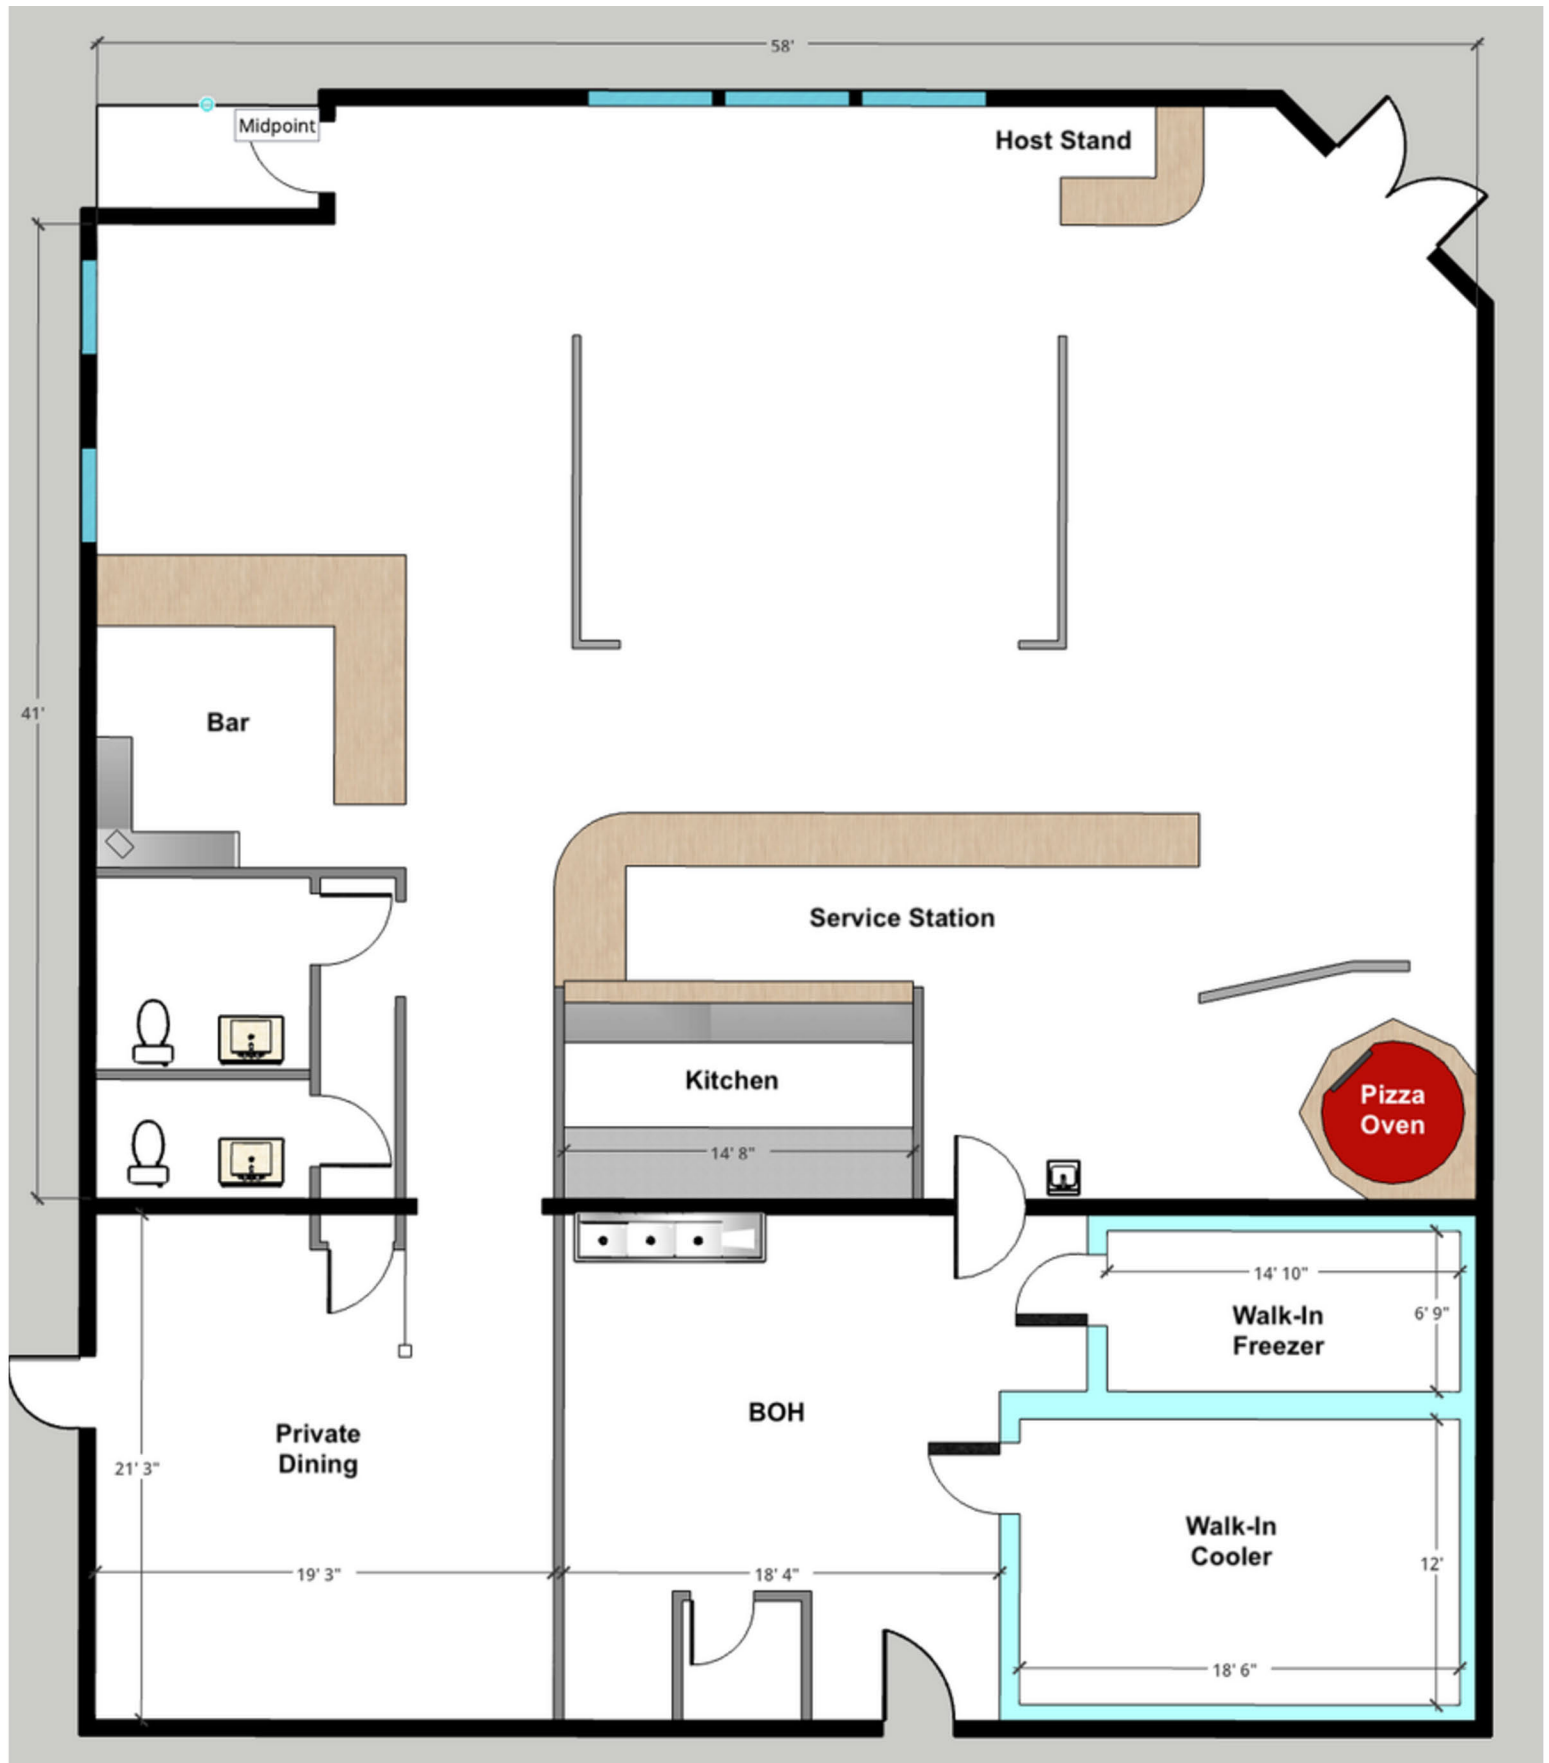 58'
Midpoint
Host Stand
41'
Bar
Service Station
Kitchen
14' 8"
Pizza
Oven
14' 10"
6' 9"
Walk-In
Freezer
BOH
Private
Dining
21' 3"
Walk-In
Cooler
12'
19' 3"
18' 4"
18' 6"